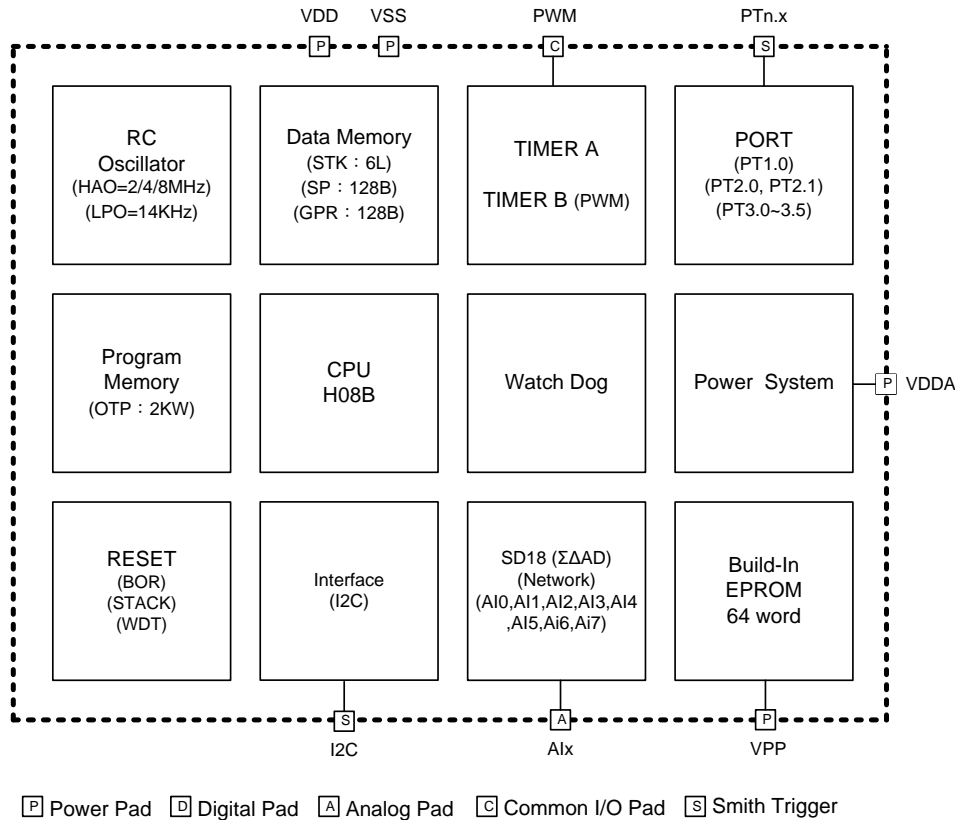 VDD VSS PWM PTn.x
P P C S
RC
Oscillator
(HAO=2/4/8MHz)
(LPO=14KHz)
Data Memory
(STK：6L)
(SP：128B)
(GPR：128B)
TIMER A
TIMER B (PWM)
PORT
(PT1.0)
(PT2.0, PT2.1)
(PT3.0~3.5)
Program
Memory
(OTP：2KW)
CPU
H08B
Watch Dog
Power System
P VDDA
RESET
(BOR)
(STACK)
(WDT)
Interface
(I2C)
SD18 (ΣΔAD)
(Network)
(AI0,AI1,AI2,AI3,AI4
,AI5,Ai6,Ai7)
Build-In
EPROM
64 word
S A P
I2C AIx VPP
P Power Pad D Digital Pad A Analog Pad C Common I/O Pad S Smith Trigger